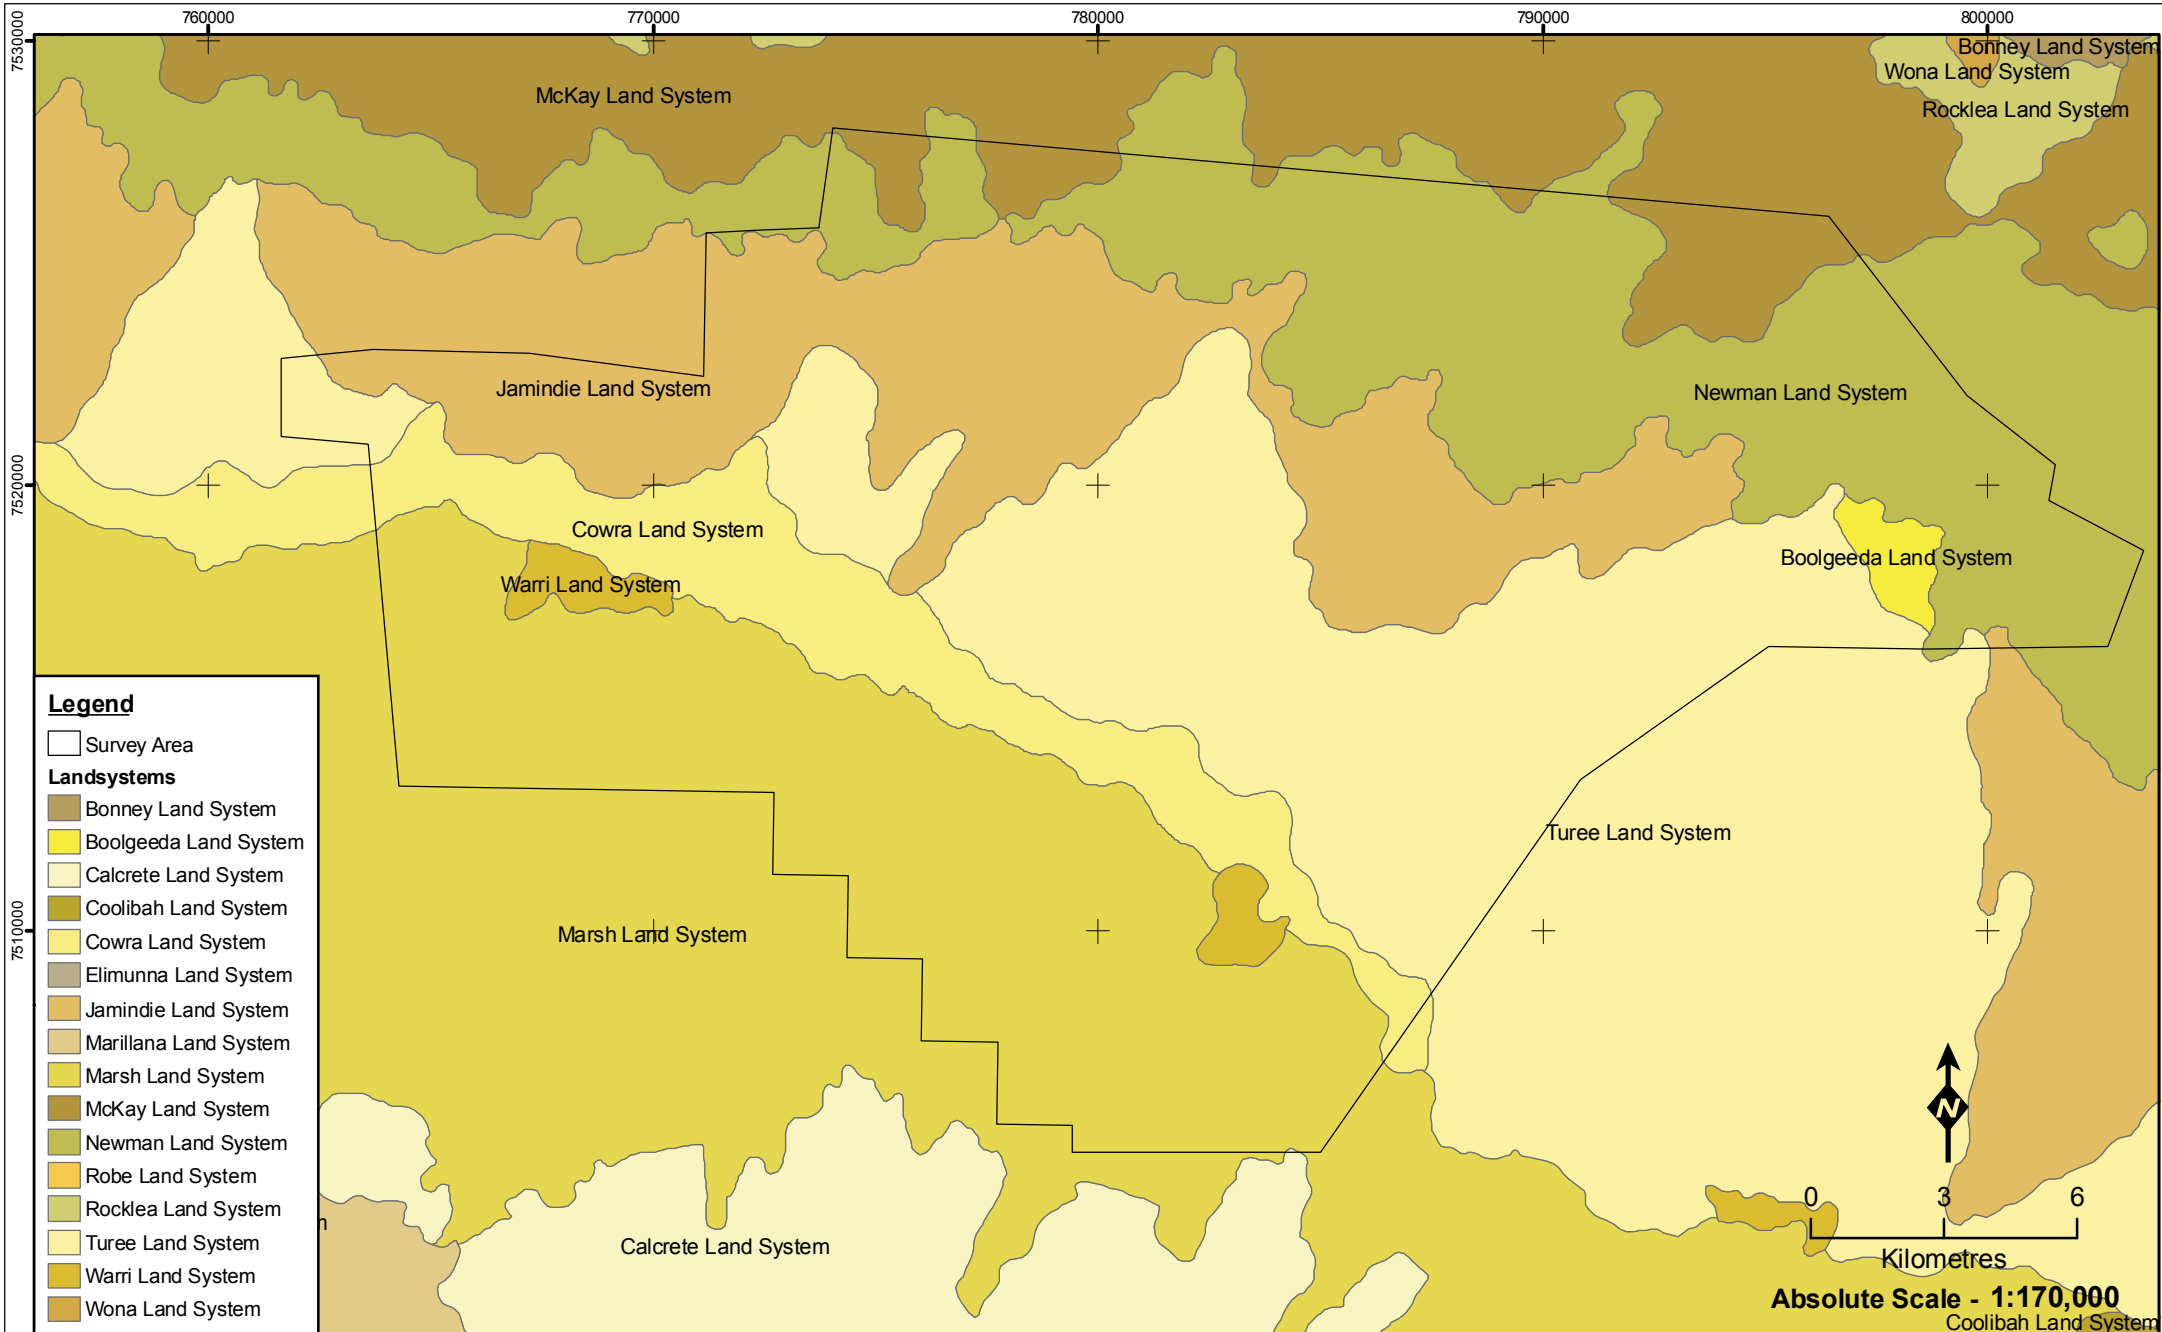 760000
770000
780000
790000
800000
7530000
7520000
7510000
Bonney Land System
Wona Land System
Rocklea Land System
McKay Land System
Jamindie Land System
Newman Land System
Cowra Land System
Boolgeeda Land System
Warri Land System
Turee Land System
Marsh Land System
Calcrete Land System
Legend
Survey Area
Landsystems
Bonney Land System
Boolgeeda Land System
Calcrete Land System
Coolibah Land System
Cowra Land System
Elimunna Land System
Jamindie Land System
Marillana Land System
Marsh Land System
McKay Land System
Newman Land System
Robe Land System
Rocklea Land System
Turee Land System
Warri Land System
Wona Land System
N
0 3 6
Kilometres
Absolute Scale - 1:170,000
Coolibah Land System